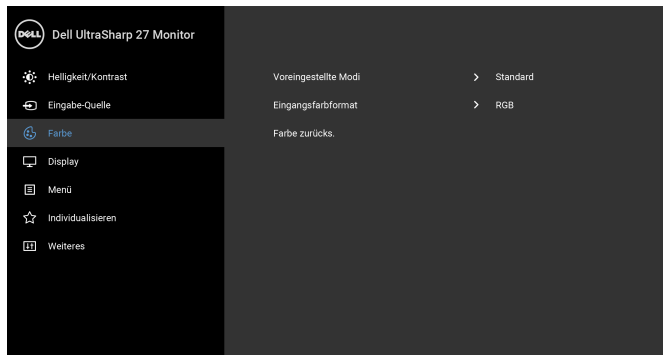 DELL Dell UltraSharp 27 Monitor
Helligkeit/Kontrast Voreingestellte Modi Standard
Eingabe-Quelle Eingangsfarbformat RGB
Farbe Farbe zurücks.
Display
Menü
Individualisieren
Weiteres